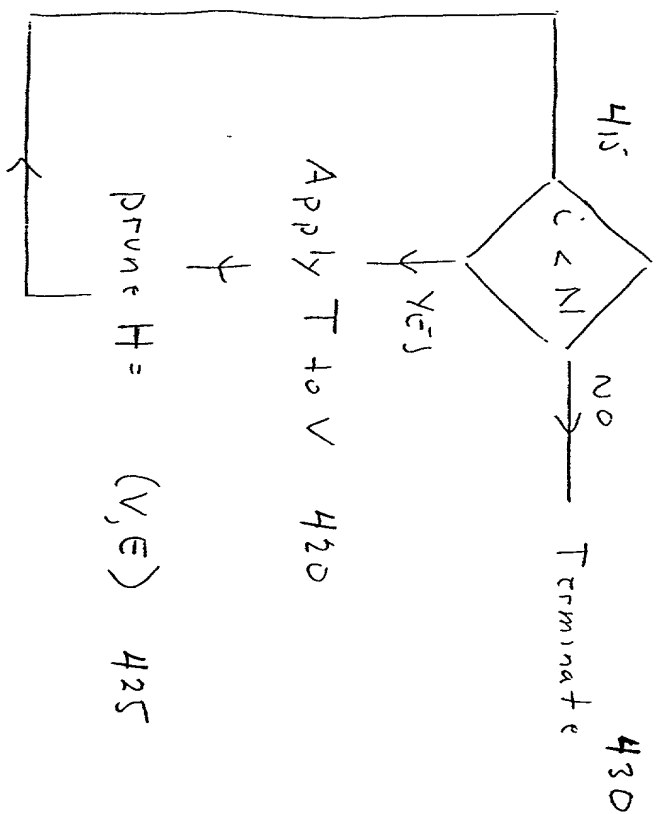 415
i < N
NO
Terminate 430
YES
Apply T to V 420
prune H = (V, E) 425